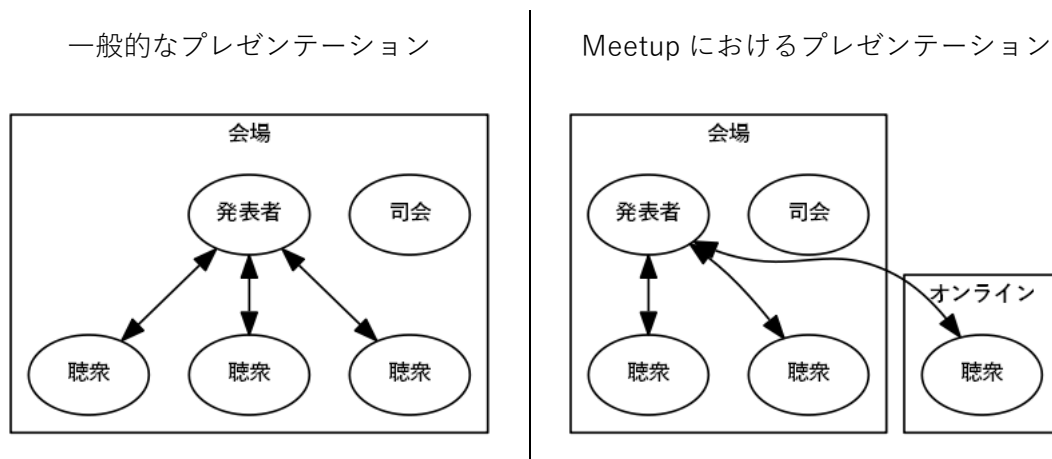 一般的なプレゼンテーション
会場
発表者
司会
聴衆
聴衆
聴衆
Meetup におけるプレゼンテーション
会場
発表者
司会
オンライン
聴衆
聴衆
聴衆